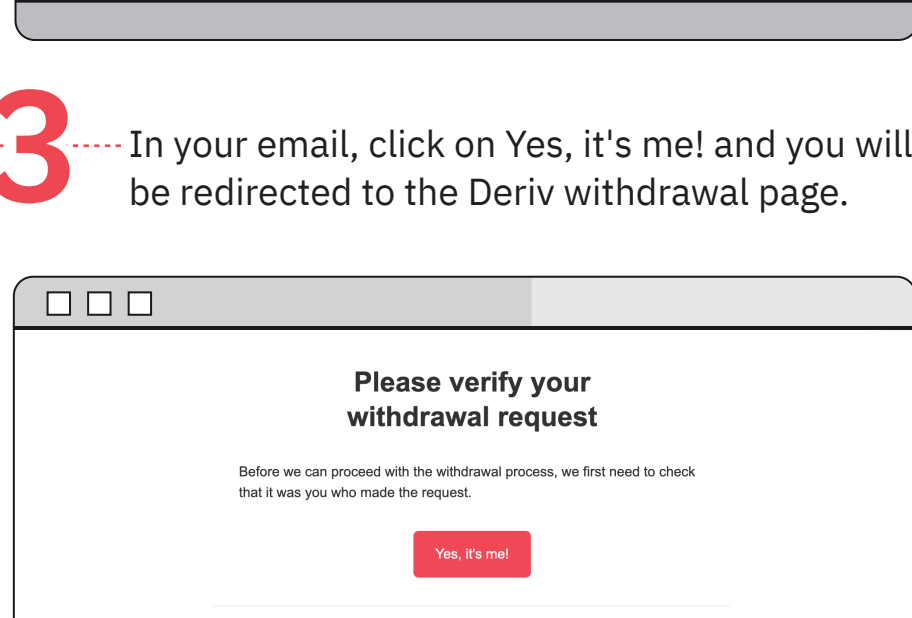 3
In your email, click on Yes, it's me! and you will
be redirected to the Deriv withdrawal page.
Please verify your
withdrawal request
Before we can proceed with the withdrawal process, we first need to check
that it was you who made the request.
Yes, it's me!